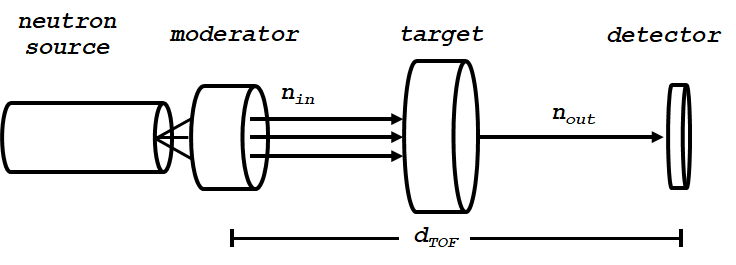 neutron
source
moderator
target
detector
n_in
n_out
d_TOF